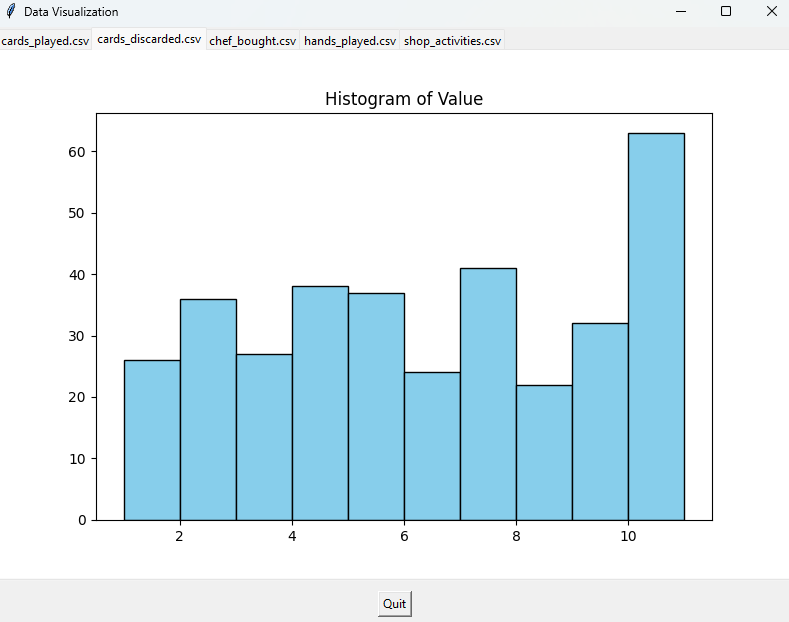 Data Visualization
cards_played.csv cards_discarded.csv chef_bought.csv hands_played.csv shop_activities.csv
Histogram of Value
60
50
40
30
20
10
0
2 4 6 8 10
Quit